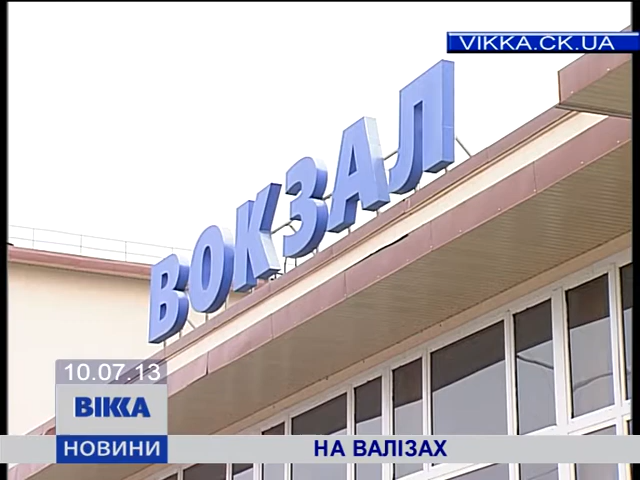 VIKKA.CK.UA
ВОКЗАЛ
10.07.13
ВІККА
НОВИНИ
НА ВАЛІЗАХ